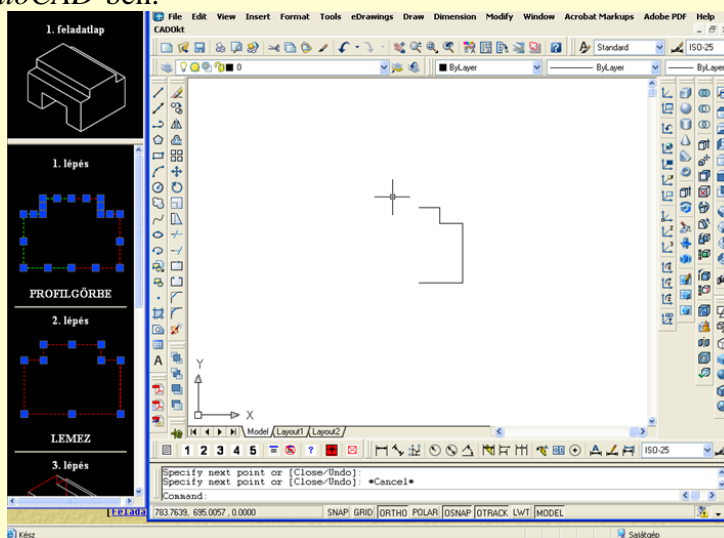 CAD-ben.
1. feladatlap
File Edit View Insert Format Tools eDrawings Draw Dimension Modify Window Acrobat Markups Adobe PDF Help
CADOkt
Standard
ISO-25
0
ByLayer
ByLayer
ByLayer
1. lépés
PROFILGÖRBE
2. lépés
LEMEZ
3. lépés
Y
X
A
Model Layout1 Layout2
1 2 3 4 5
ISO-25
Specify next point or [Close/Undo]:
Specify next point or [Close/Undo]: *Cancel*
Command:
783.7639, 695.0057 , 0.0000
SNAP GRID ORTHO POLAR OSNAP OTRACK LWT MODEL
[Felada
Kész
Sajátgép